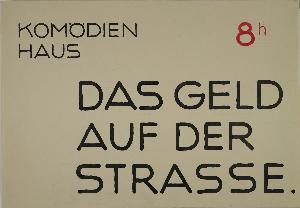 KOMÖDIEN
HAUS
8h
DAS GELD
AUF DER
STRASSE.